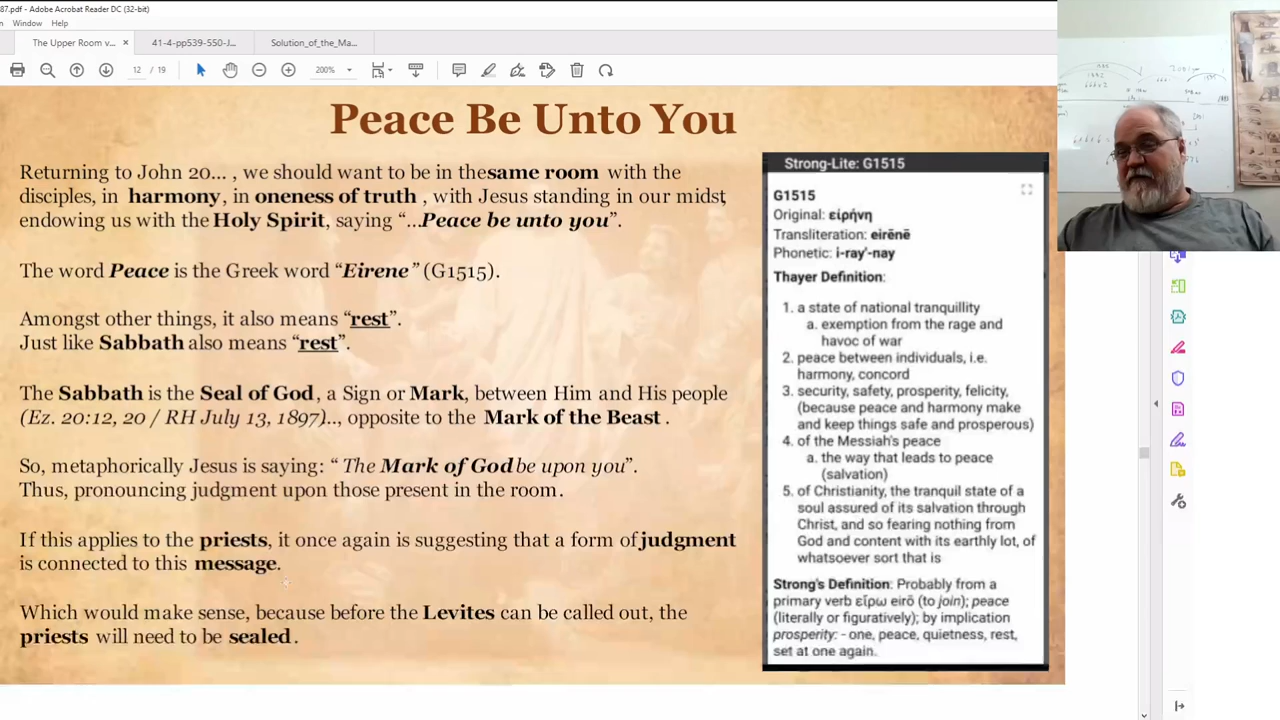 87.pdf - Adobe Acrobat Reader DC (32-bit)
Window Help
The Upper Room v... × 41-4-pp539-550-J... Solution_of_the_Ma...
12 / 19 200%
Peace Be Unto You
Returning to John 20... , we should want to be in the same room with the
disciples, in harmony, in oneness of truth , with Jesus standing in our midst,
endowing us with the Holy Spirit, saying “...Peace be unto you”.
The word Peace is the Greek word “Eirene” (G1515).
Amongst other things, it also means “rest”.
Just like Sabbath also means “rest”.
The Sabbath is the Seal of God, a Sign or Mark, between Him and His people
(Ez. 20:12, 20 / RH July 13, 1897)..., opposite to the Mark of the Beast .
So, metaphorically Jesus is saying: “ The Mark of God be upon you”.
Thus, pronouncing judgment upon those present in the room.
If this applies to the priests, it once again is suggesting that a form of judgment
is connected to this message.
Which would make sense, because before the Levites can be called out, the
priests will need to be sealed.
Strong-Lite: G1515
G1515
Original: εἰρήνη
Transliteration: eirēnē
Phonetic: i-ray'-nay
Thayer Definition:
1. a state of national tranquillity
a. exemption from the rage and
havoc of war
2. peace between individuals, i.e.
harmony, concord
3. security, safety, prosperity, felicity,
(because peace and harmony make
and keep things safe and prosperous)
4. of the Messiah's peace
a. the way that leads to peace
(salvation)
5. of Christianity, the tranquil state of a
soul assured of its salvation through
Christ, and so fearing nothing from
God and content with its earthly lot, of
whatsoever sort that is
Strong's Definition: Probably from a
primary verb εἴρω eirō (to join); peace
(literally or figuratively); by implication
prosperity: - one, peace, quietness, rest,
set at one again.